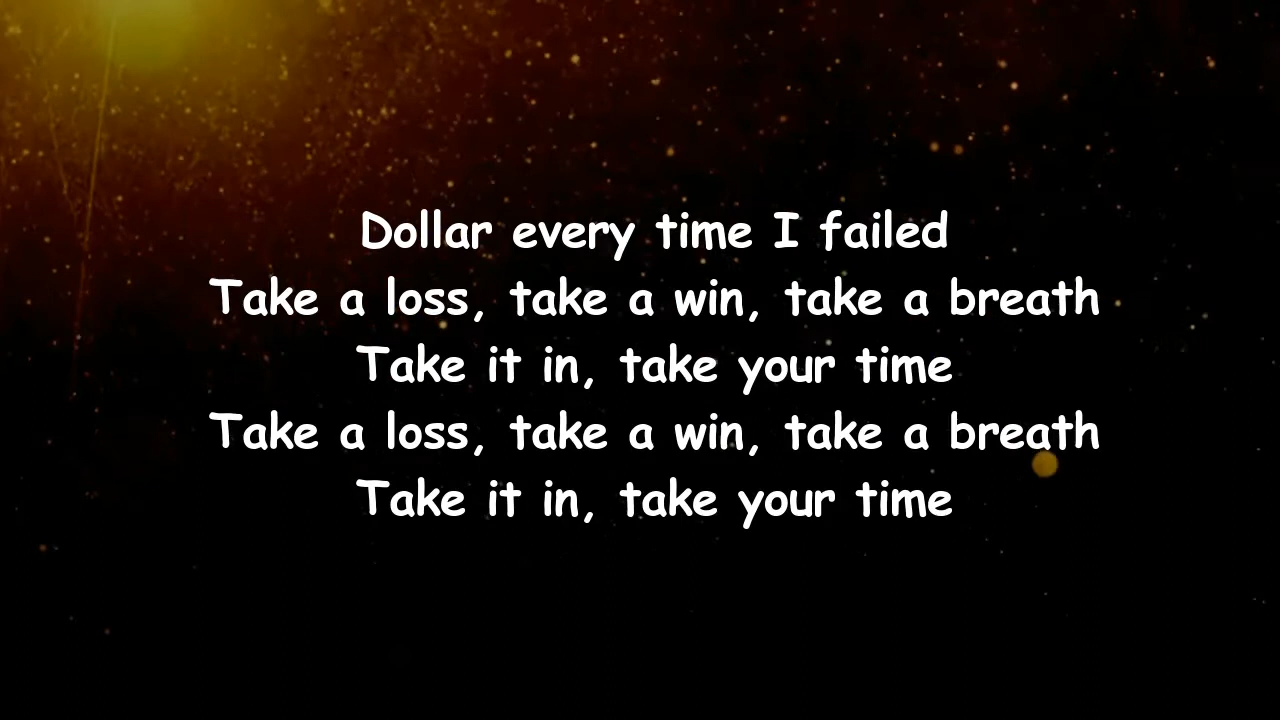 Dollar every time I failed
Take a loss, take a win, take a breath
Take it in, take your time
Take a loss, take a win, take a breath
Take it in, take your time